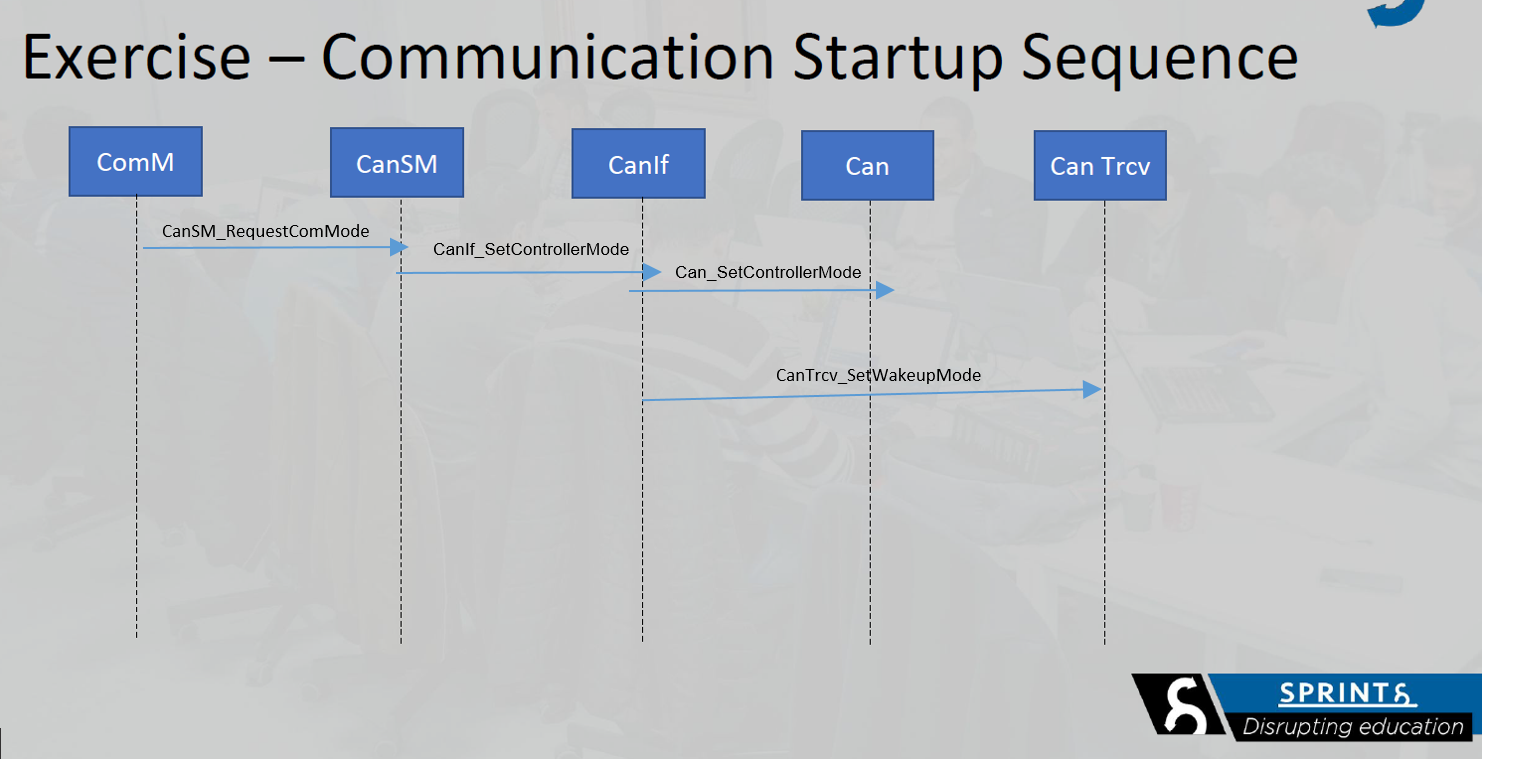 Exercise – Communication Startup Sequence
ComM
CanSM
CanIf
Can
Can Trcv
CanSM_RequestComMode
CanIf_SetControllerMode
Can_SetControllerMode
CanTrcv_SetWakeupMode
SPRINTS
Disrupting education